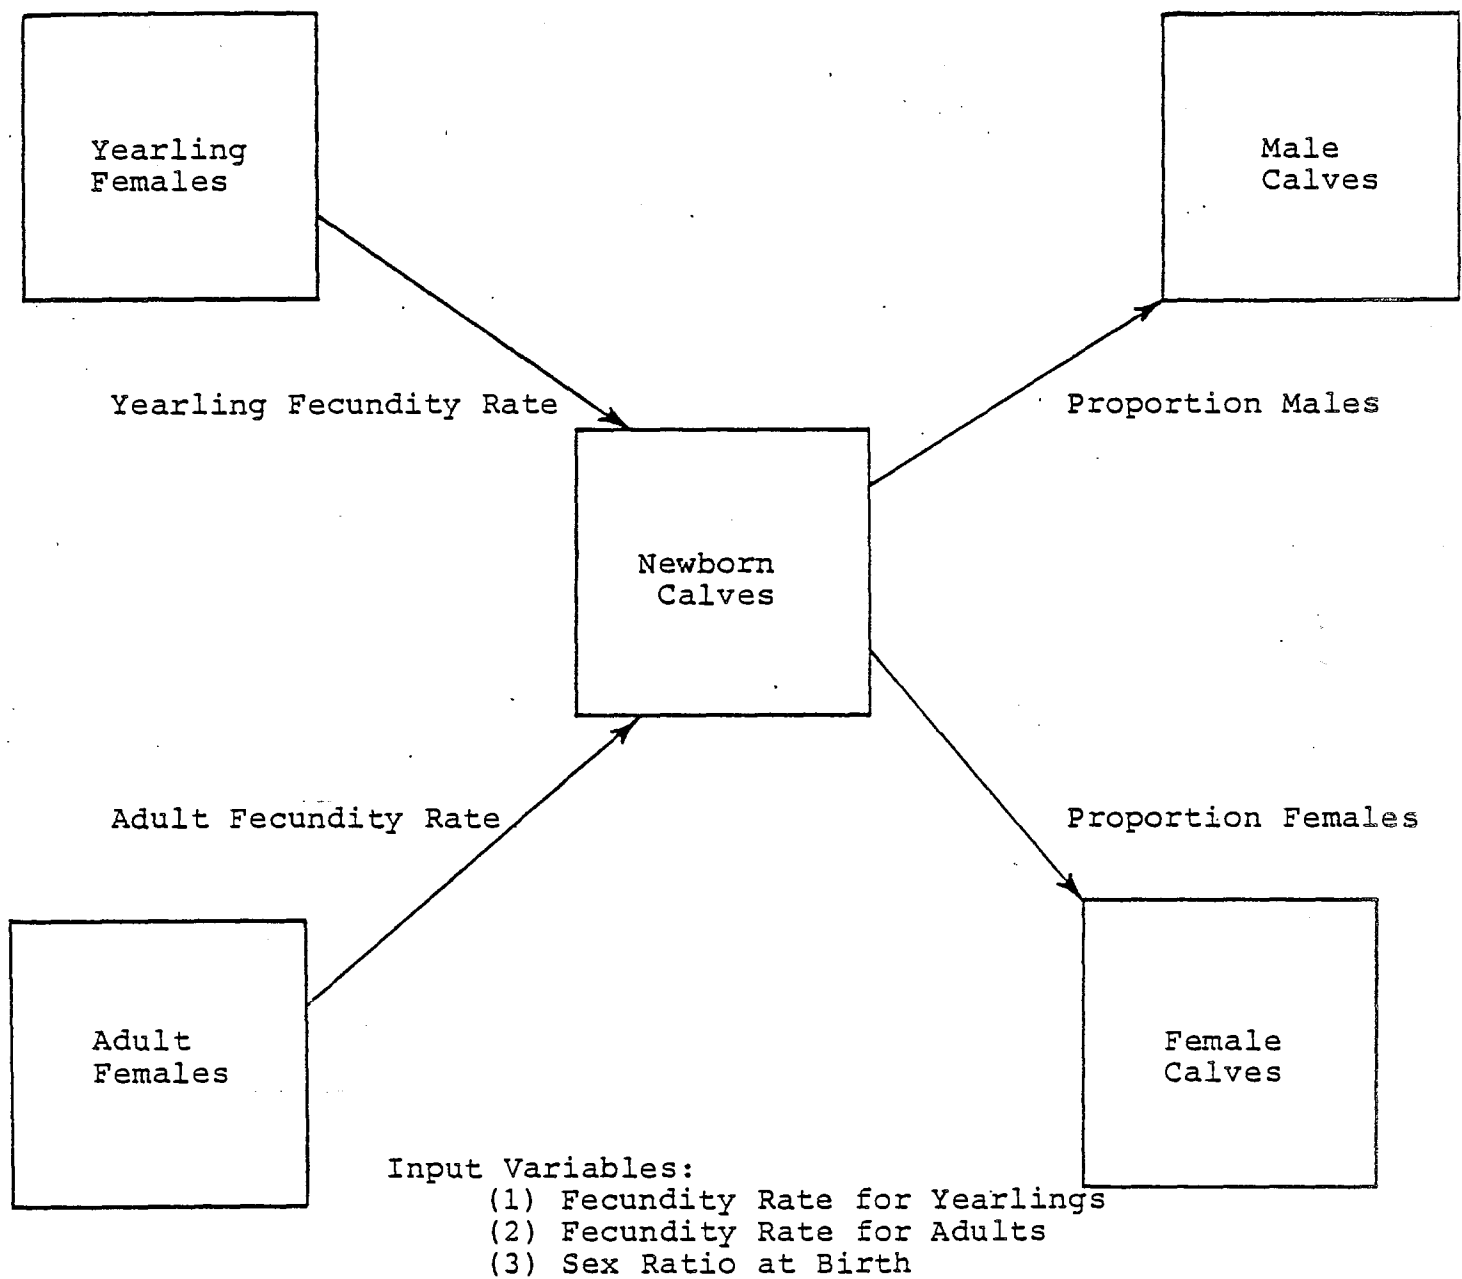 Yearling
Females
Male
Calves
Yearling Fecundity Rate
Proportion Males
Newborn
Calves
Adult Fecundity Rate
Proportion Females
Adult
Females
Female
Calves
Input Variables:
(1) Fecundity Rate for Yearlings
(2) Fecundity Rate for Adults
(3) Sex Ratio at Birth